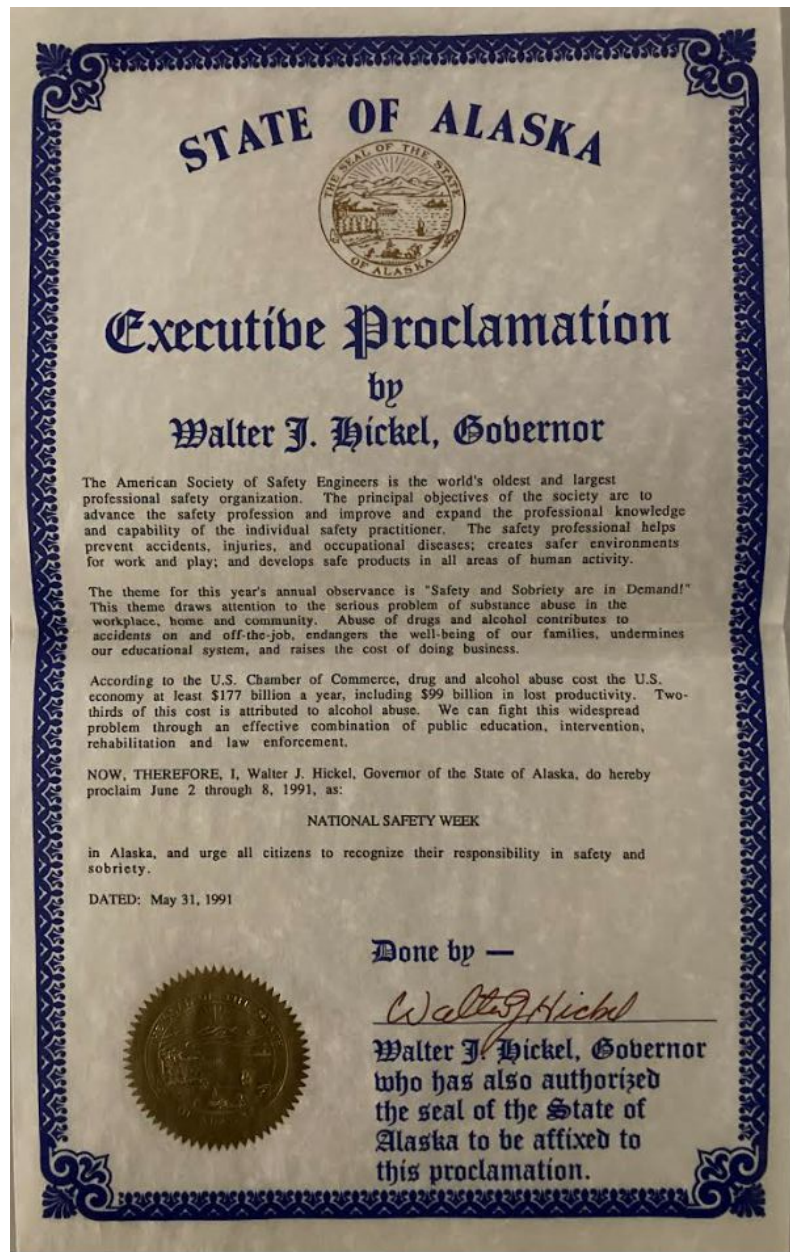 STATE OF ALASKA
THE SEAL OF THE STATE
OF ALASKA
Executive Proclamation
by
Walter J. Hickel, Governor
The American Society of Safety Engineers is the world's oldest and largest
professional safety organization. The principal objectives of the society are to
advance the safety profession and improve and expand the professional knowledge
and capability of the individual safety practitioner. The safety professional helps
prevent accidents, injuries, and occupational diseases; creates safer environments
for work and play; and develops safe products in all areas of human activity.
The theme for this year's annual observance is "Safety and Sobriety are in Demand!"
This theme draws attention to the serious problem of substance abuse in the
workplace, home and community. Abuse of drugs and alcohol contributes to
accidents on and off-the-job, endangers the well-being of our families, undermines
our educational system, and raises the cost of doing business.
According to the U.S. Chamber of Commerce, drug and alcohol abuse cost the U.S.
economy at least $177 billion a year, including $99 billion in lost productivity. Two-
thirds of this cost is attributed to alcohol abuse. We can fight this widespread
problem through an effective combination of public education, intervention,
rehabilitation and law enforcement.
NOW, THEREFORE, I, Walter J. Hickel, Governor of the State of Alaska, do hereby
proclaim June 2 through 8, 1991, as:
NATIONAL SAFETY WEEK
in Alaska, and urge all citizens to recognize their responsibility in safety and
sobriety.
DATED: May 31, 1991
Done by —
Walter J Hickel
Walter J. Hickel, Governor
who has also authorized
the seal of the State of
Alaska to be affixed to
this proclamation.